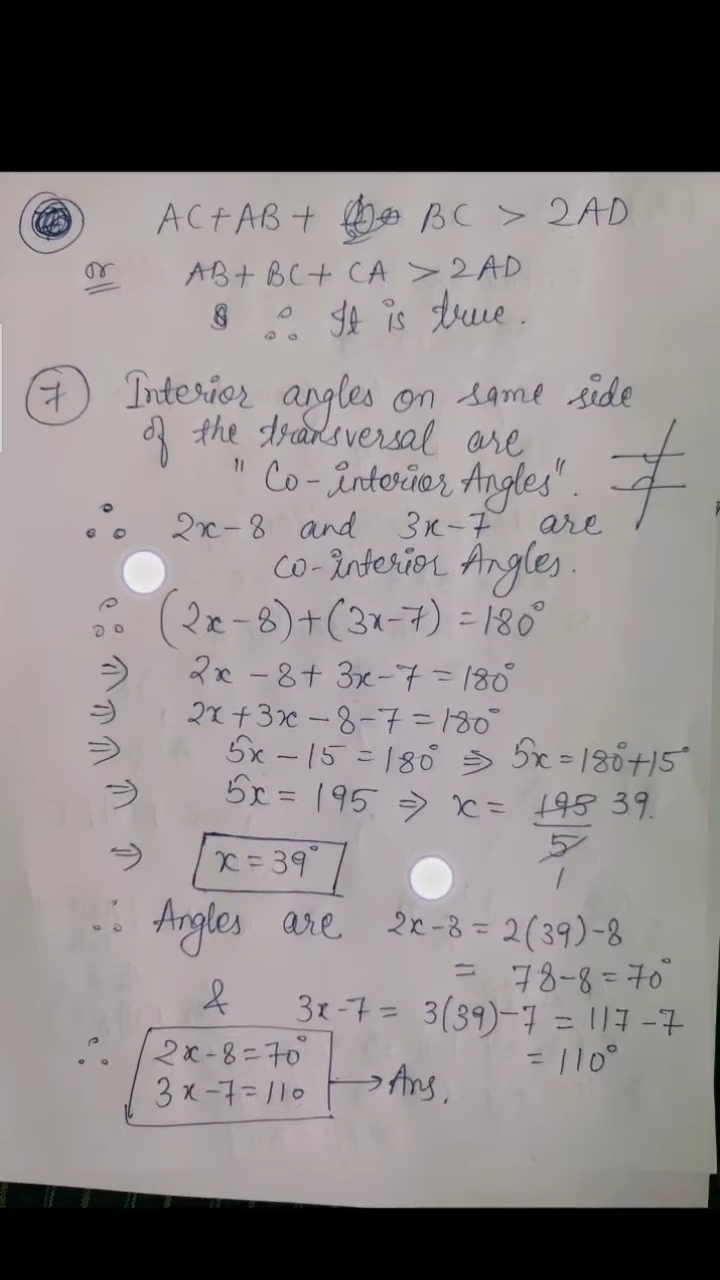 AC+AB+ BC > 2AD
or AB+BC+CA >2AD
∴ It is true.
7 Interior angles on same side
of the transversal are
"Co-interior Angles".
∴ 2x-8 and 3x-7 are
co-interior Angles.
∴ (2x-8)+(3x-7) =180°
⇒ 2x -8+ 3x-7=180°
⇒ 2x+3x-8-7=180°
⇒ 5x-15 =180° ⇒ 5x=180°+15°
⇒ 5x= 195 ⇒ x= 195/5 39.
1
⇒ x=39°
∴ Angles are 2x-8=2(39)-8
= 78-8=70°
& 3x-7= 3(39)-7 = 117-7
= 110°
∴ 2x-8=70°
3x-7=110 → Ans.